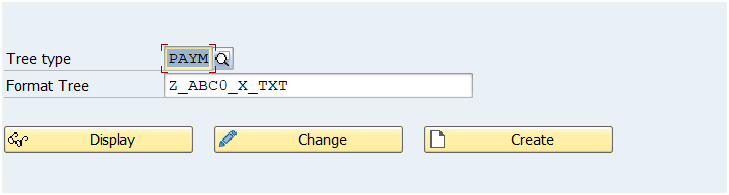 Tree type PAYM
Format Tree Z_ABC0_X_TXT
Display Change Create